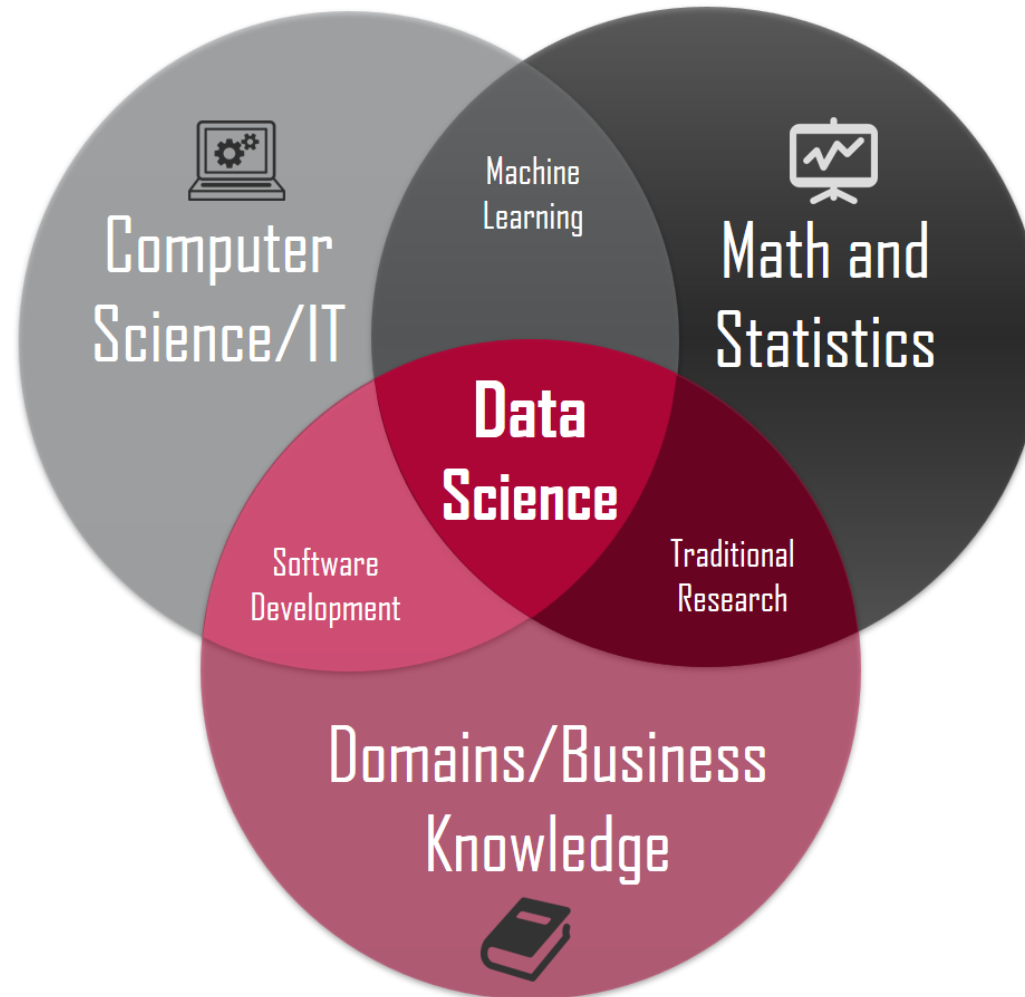 Machine
Learning
Computer
Science/IT
Math and
Statistics
Data
Science
Software
Development
Traditional
Research
Domains/Business
Knowledge